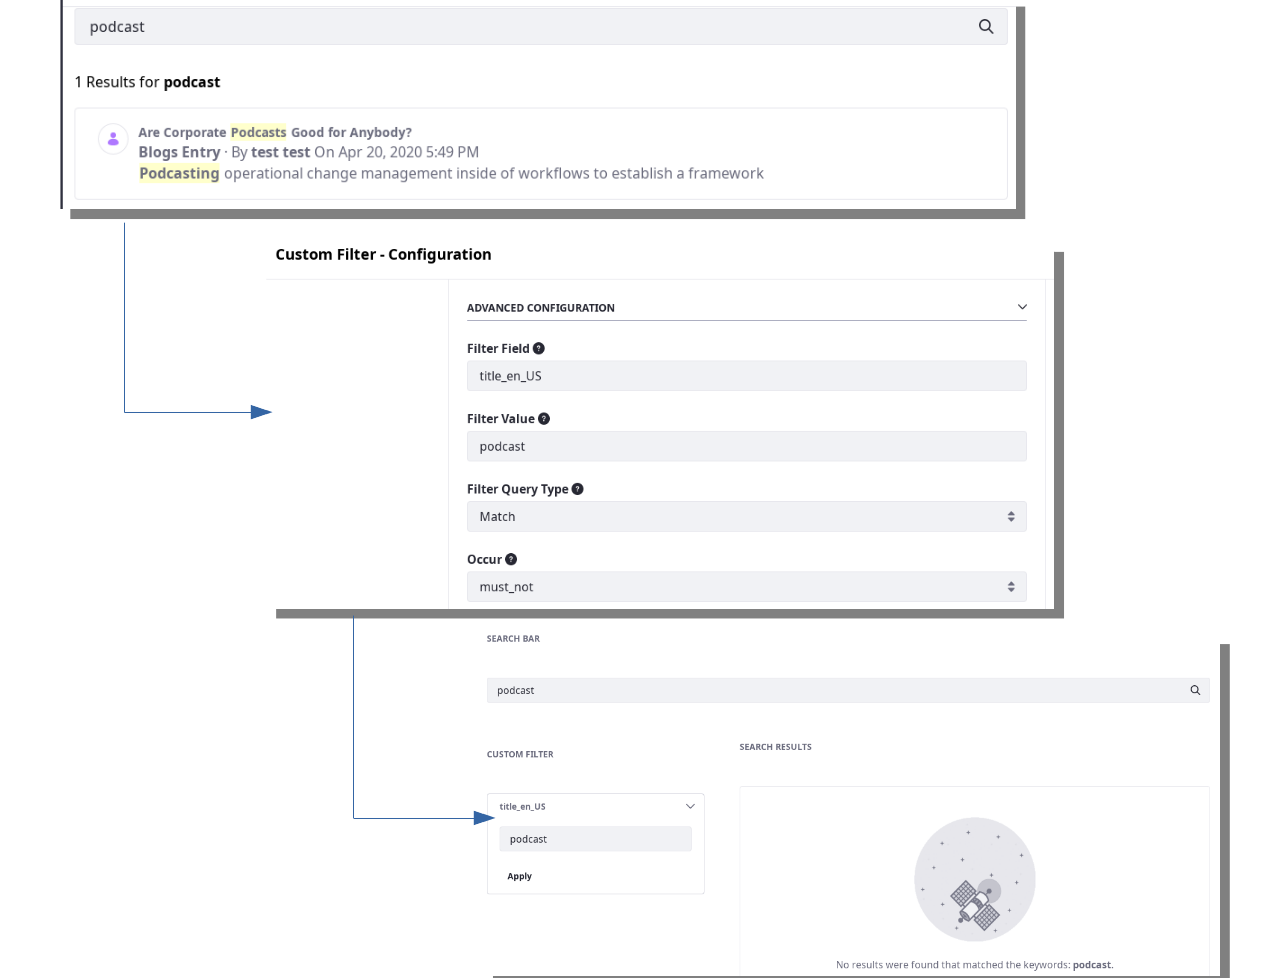 podcast
1 Results for podcast
Are Corporate Podcasts Good for Anybody?
Blogs Entry · By test test On Apr 20, 2020 5:49 PM
Podcasting operational change management inside of workflows to establish a framework
Custom Filter - Configuration
ADVANCED CONFIGURATION
Filter Field ?
title_en_US
Filter Value ?
podcast
Filter Query Type ?
Match
Occur ?
must_not
SEARCH BAR
podcast
CUSTOM FILTER
title_en_US
podcast
Apply
SEARCH RESULTS
No results were found that matched the keywords: podcast.